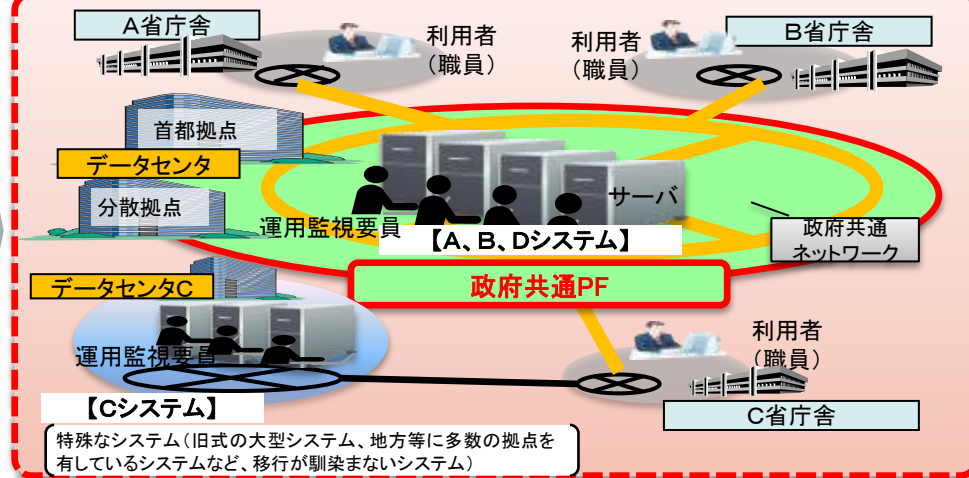 A省庁舎
利用者
(職員)
利用者
(職員)
B省庁舎
首都拠点
データセンタ
分散拠点
サーバ
運用監視要員
【A、B、Dシステム】
政府共通
ネットワーク
政府共通PF
データセンタC
運用監視要員
利用者
(職員)
【Cシステム】
C省庁舎
特殊なシステム(旧式の大型システム、地方等に多数の拠点を
有しているシステムなど、移行が馴染まないシステム)